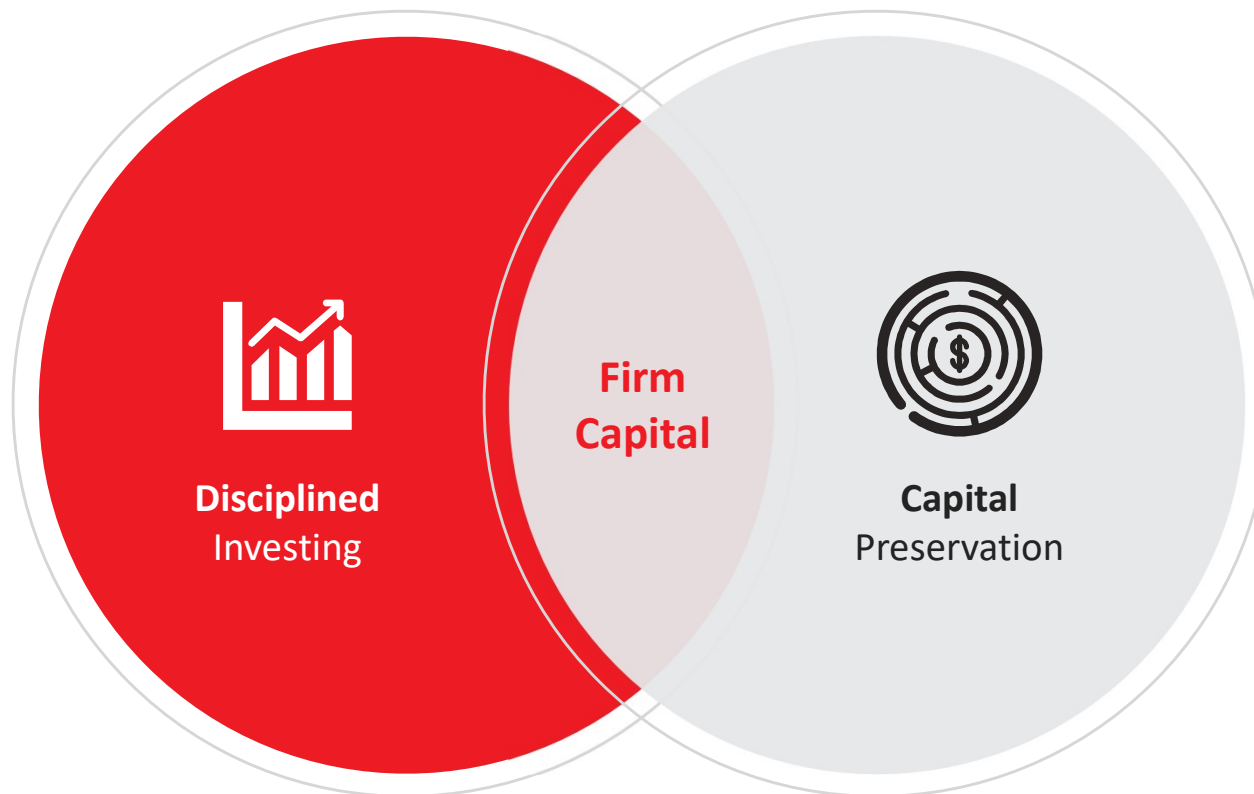 Disciplined
Investing
Firm
Capital
$
Capital
Preservation